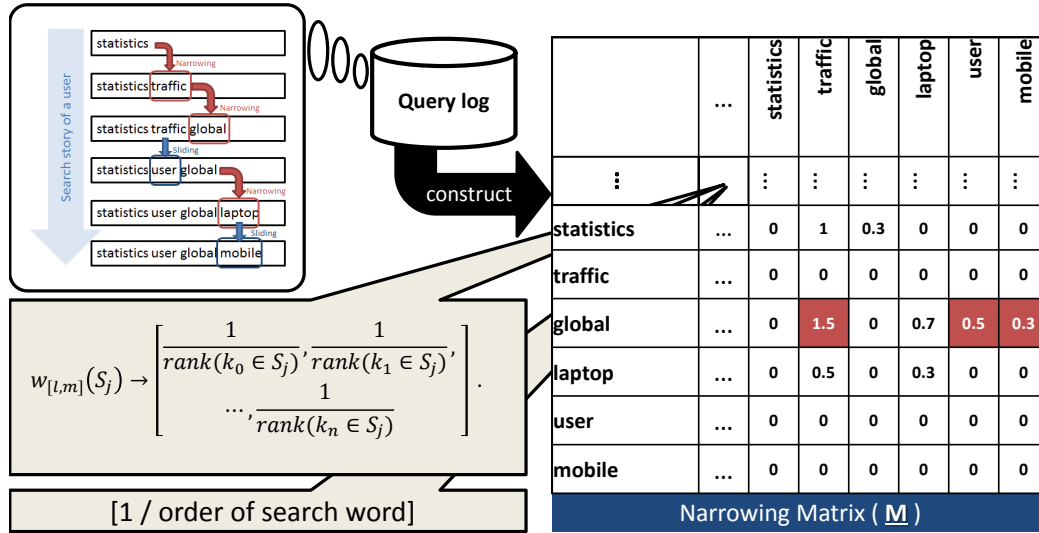 Search story of a user
statistics
Narrowing
statistics traffic
Narrowing
statistics traffic global
Sliding
statistics user global
Narrowing
statistics user global laptop
Sliding
statistics user global mobile
Query log
construct
w[l,m](Sj) → [ 1/rank(k0 ∈ Sj), 1/rank(k1 ∈ Sj),
⋯, 1/rank(kn ∈ Sj) ].
[1 / order of search word]
... statistics traffic global laptop user mobile
⋮ ⋮ ⋮ ⋮ ⋮ ⋮ ⋮
statistics ... 0 1 0.3 0 0 0
traffic ... 0 0 0 0 0 0
global ... 0 1.5 0 0.7 0.5 0.3
laptop ... 0 0.5 0 0.3 0 0
user ... 0 0 0 0 0 0
mobile ... 0 0 0 0 0 0
Narrowing Matrix ( M )